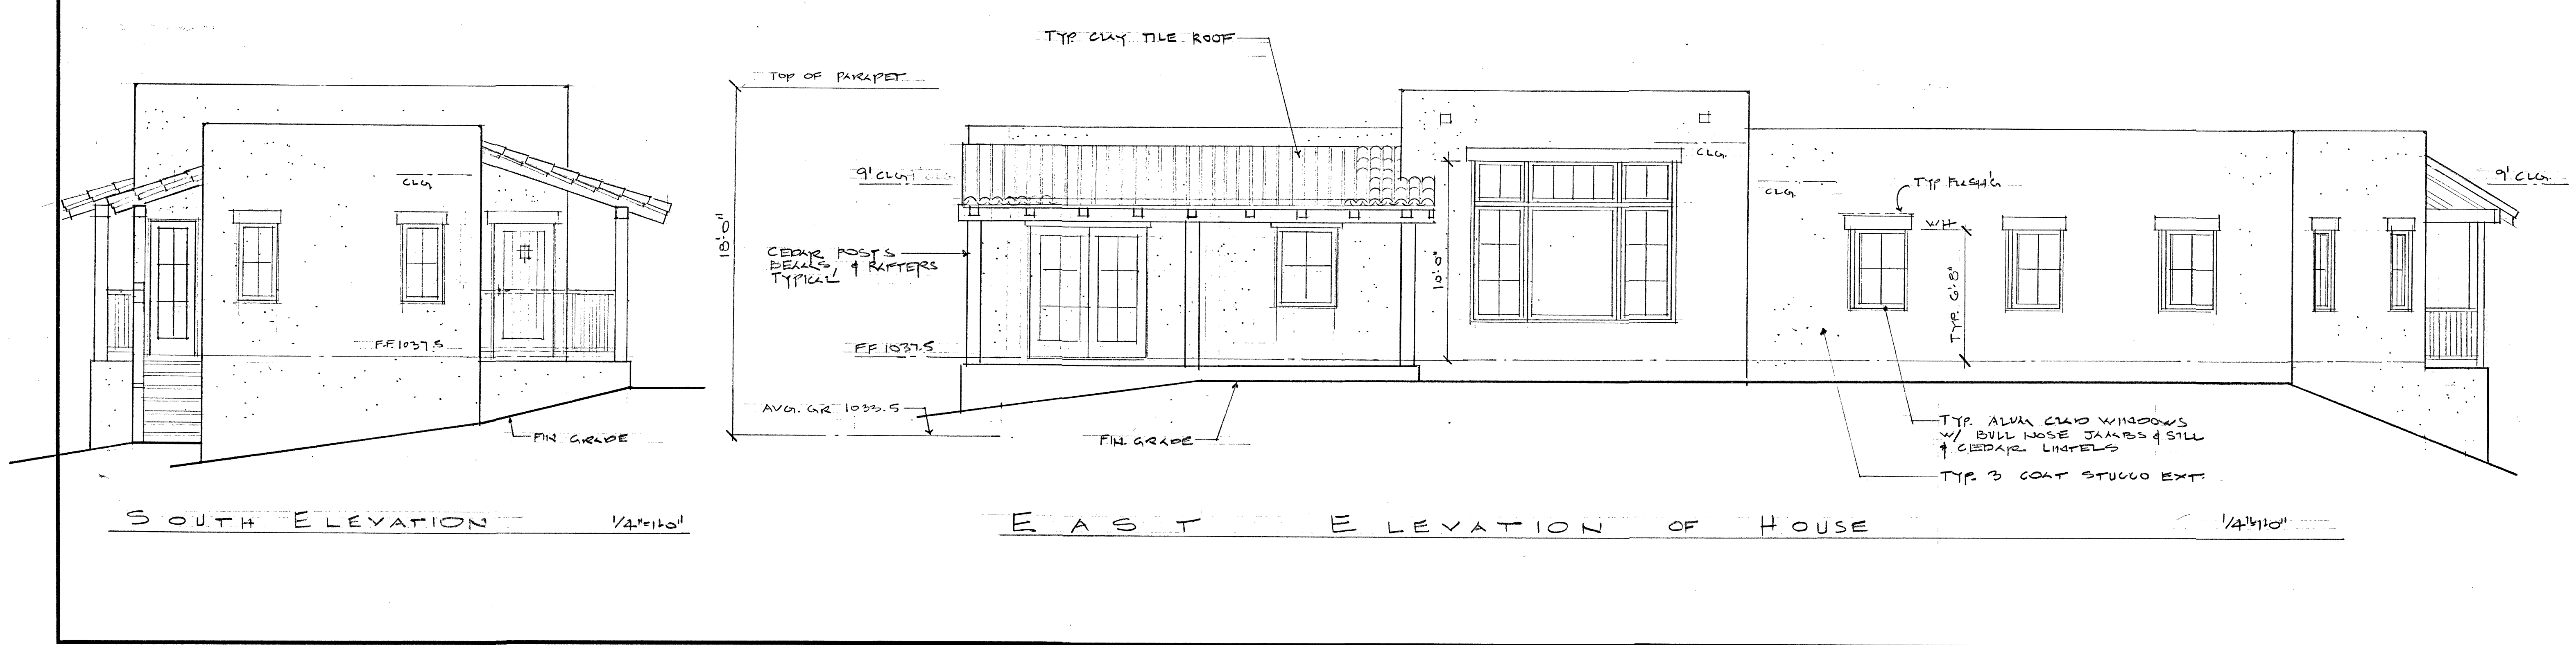 TYP. CLAY TILE ROOF
TOP OF PARAPET
18'-0"
9' CLG
CEDAR POSTS
BEAMS, & RAFTERS
TYPICAL
F.F. 1037.5
AVG. GR 1033.5
FIN. GRADE
CLG
F.F. 1037.5
FIN GRADE
10'-0"
CLG.
CLG.
TYP FLASH'G
WH
TYP. 6'-8"
9' CLG.
TYP. ALUM CLAD WINDOWS
W/ BULL NOSE JAMBS & SILL
& CEDAR LINTELS
TYP. 3 COAT STUCCO EXT.
SOUTH ELEVATION 1/4"=1'-0"
EAST ELEVATION OF HOUSE 1/4"=1'-0"